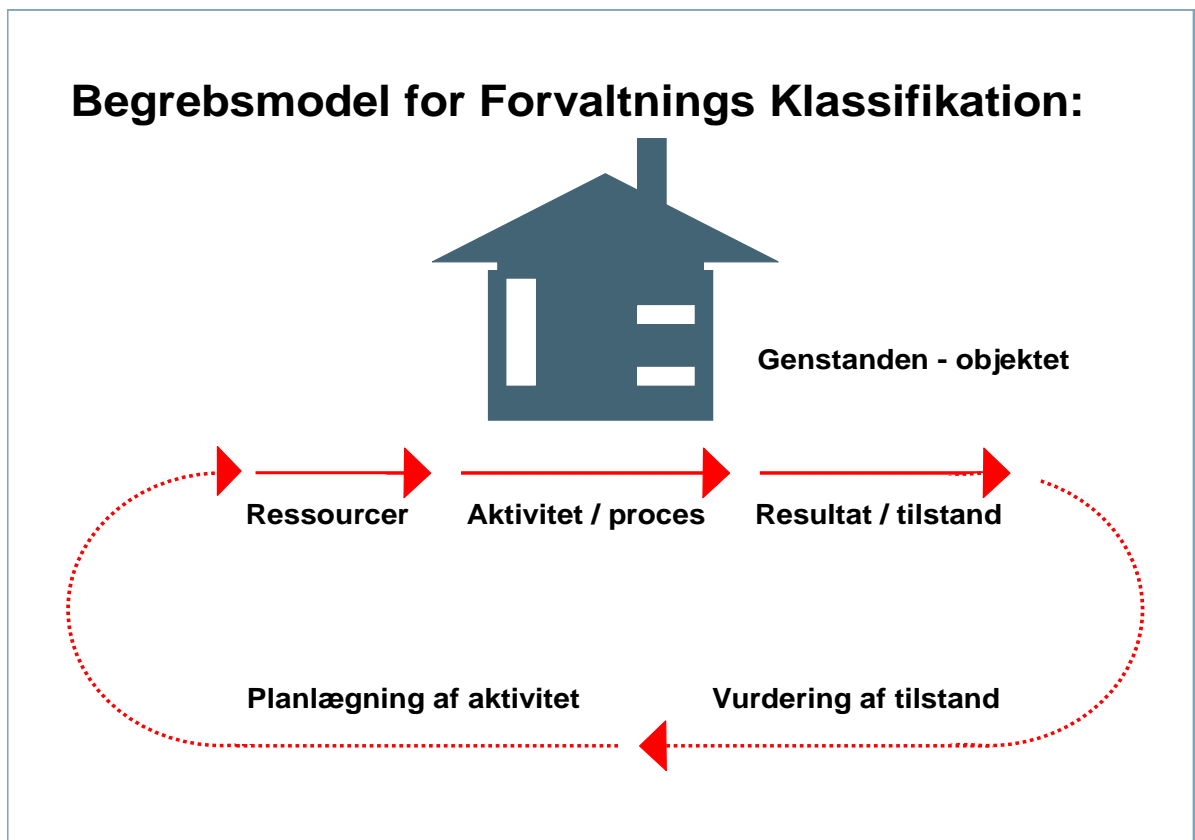 Begrebsmodel for Forvaltnings Klassifikation:
Genstanden - objektet
Ressourcer
Aktivitet / proces
Resultat / tilstand
Planlægning af aktivitet
Vurdering af tilstand